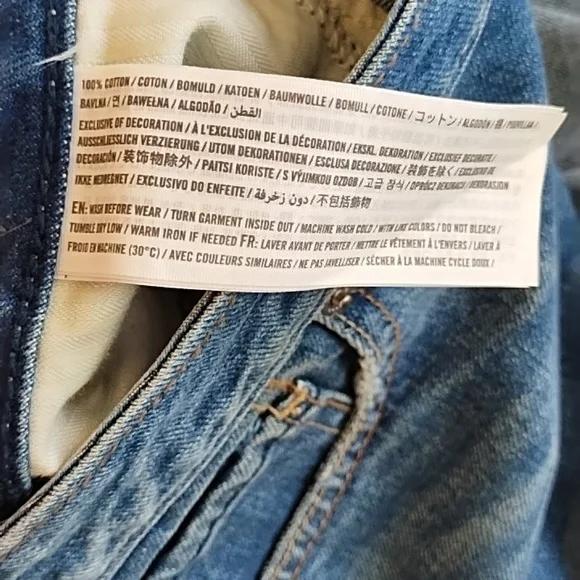 100% COTTON / COTON / BOMULD / KATOEN / BAUMWOLLE / BOMULL / COTONE / コットン / ALGODÓN / 棉 / PUUVILLAA /
BAVLNA / 면 / BAWEŁNA / ALGODÃO / القطن
EXCLUSIVE OF DECORATION / À L'EXCLUSION DE LA DÉCORATION / EKSKL. DEKORATION / EXCLUSIEF DECORATIE /
AUSSCHLIESSLICH VERZIERUNG / UTOM DEKORATIONEN / ESCLUSA DECORAZIONE / 装飾を除く / EXCLUSIVO DE
DECORACIÓN / 装饰物除外 / PAITSI KORISTE / S VÝJIMKOU OZDOB / 고급 장식 / OPRÓCZ DEKORACJI / DEKORASJON
IKKE MEDREGNET / EXCLUSIVO DO ENFEITE / دون زخرفة / 不包括飾物
EN: WASH BEFORE WEAR / TURN GARMENT INSIDE OUT / MACHINE WASH COLD / WITH LIKE COLORS / DO NOT BLEACH /
TUMBLE DRY LOW / WARM IRON IF NEEDED FR: LAVER AVANT DE PORTER / METTRE LE VÊTEMENT À L'ENVERS / LAVER À
FROID EN MACHINE (30°C) / AVEC COULEURS SIMILAIRES / NE PAS JAVELLISER / SÉCHER À LA MACHINE CYCLE DOUX /